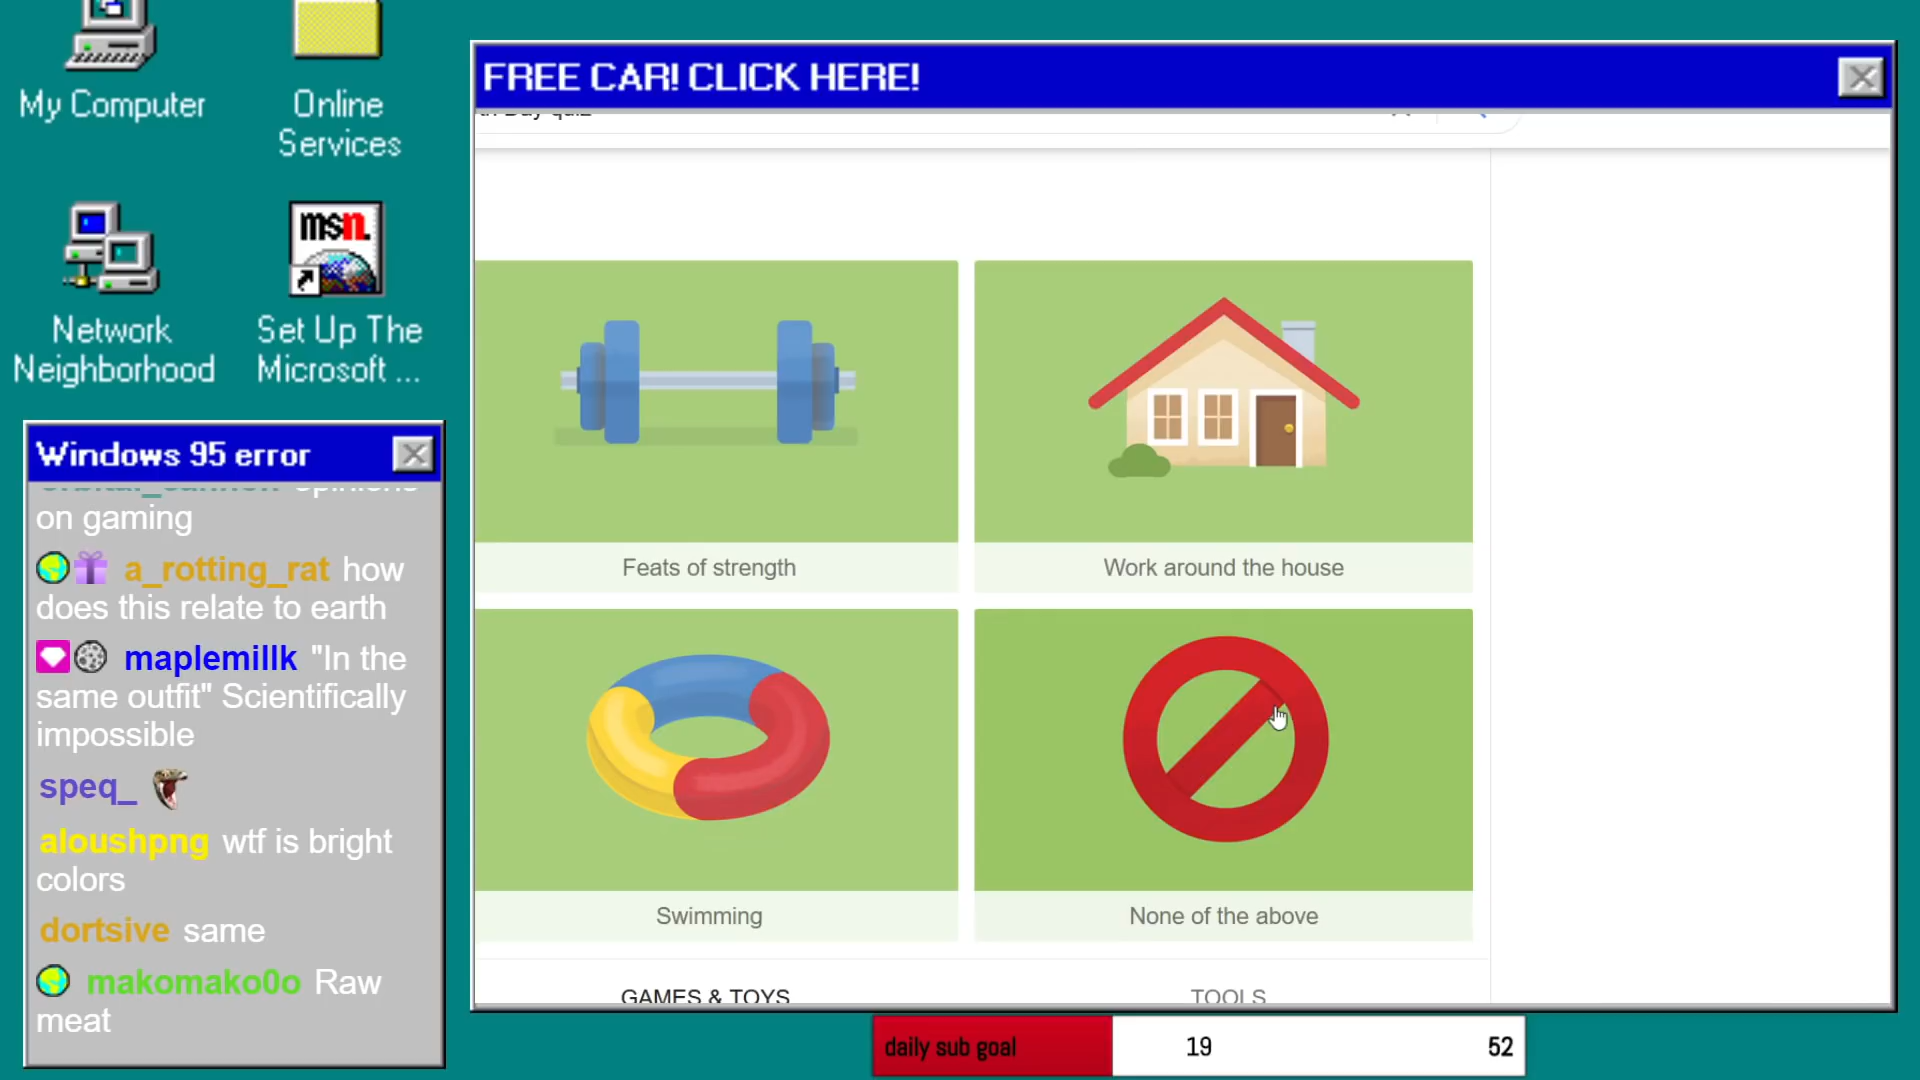 My Computer
Online
Services
msn.
Network
Neighborhood
Set Up The
Microsoft ...
FREE CAR! CLICK HERE!
Day quiz
Feats of strength
Work around the house
Swimming
None of the above
GAMES & TOYS
TOOLS
Windows 95 error
on gaming
a_rotting_rat how
does this relate to earth
maplemillk "In the
same outfit" Scientifically
impossible
speq_
aloushpng wtf is bright
colors
dortsive same
makomako0o Raw
meat
daily sub goal 19 52